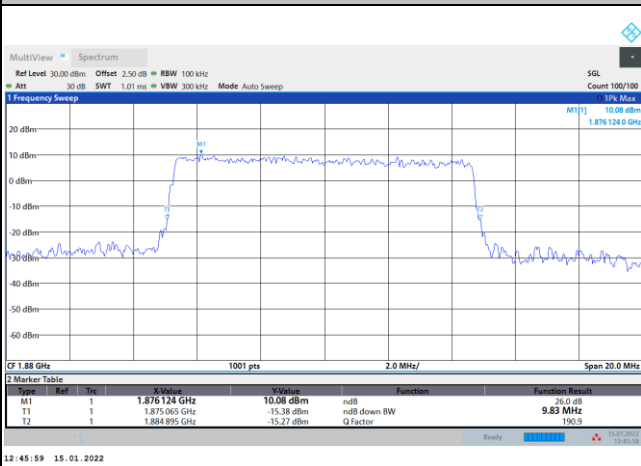 MultiView Spectrum
Ref Level 30.00 dBm Offset 2.50 dB RBW 100 kHz SGL
Att 30 dB SWT 1.01 ms VBW 300 kHz Mode Auto Sweep Count 100/100
1 Frequency Sweep 1Pk Max
M1[1] 10.08 dBm
1.876 124 0 GHz
20 dBm
M1
10 dBm
0 dBm
-10 dBm
T1 T2
-20 dBm
-30 dBm
-40 dBm
-50 dBm
-60 dBm
CF 1.88 GHz 1001 pts 2.0 MHz/ Span 20.0 MHz
2 Marker Table
Type Ref Trc X-Value Y-Value Function Function Result
M1 1 1.876 124 GHz 10.08 dBm ndB 26.0 dB
T1 1 1.875 065 GHz -15.38 dBm ndB down BW 9.83 MHz
T2 1 1.884 895 GHz -15.27 dBm Q Factor 190.9
Ready 15.01.2022
12:45:58
12:45:59 15.01.2022